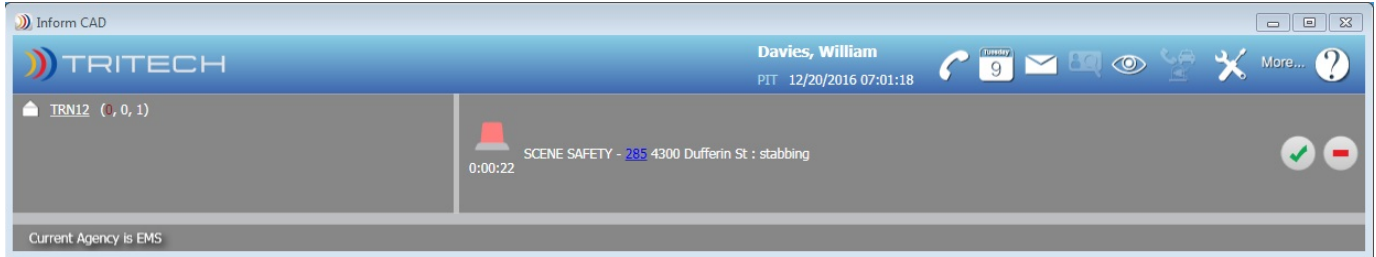 Inform CAD
TRITECH
Davies, William
PIT 12/20/2016 07:01:18
Tuesday
9
More...
?
TRN12 (0, 0, 1)
0:00:22
SCENE SAFETY - 285 4300 Dufferin St : stabbing
Current Agency is EMS